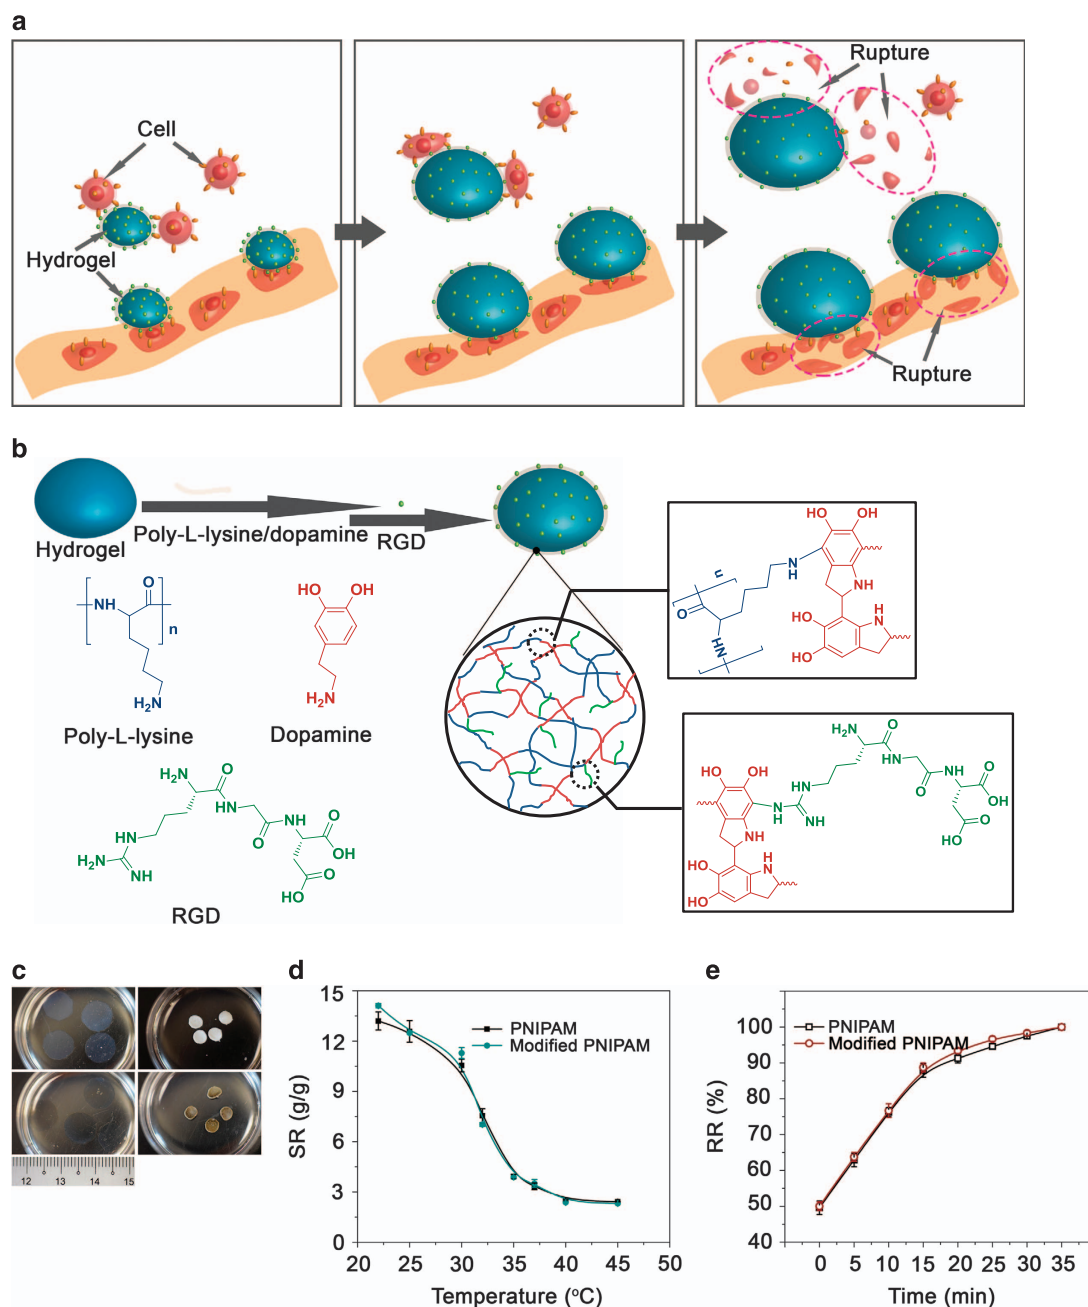 a
Cell
Hydrogel
Rupture
Rupture
b
Hydrogel
Poly-L-lysine/dopamine
RGD
NH
O
n
H₂N
Poly-L-lysine
HO
OH
H₂N
Dopamine
H₂N
O
HN
O
HN
O
OH
O
HO
HN
H₂N
NH
RGD
n
O
HN
N
H
HO
OH
NH
H
N
HO
HO
H₂N
O
HN
O
HN
O
OH
O
HO
H
N
NH
HO
OH
NH
H
N
HO
HO
c
12 13 14 15
d
PNIPAM
Modified PNIPAM
SR (g/g)
15
12
9
6
3
0
20 25 30 35 40 45 50
Temperature (°C)
e
PNIPAM
Modified PNIPAM
RR (%)
100
90
80
70
60
50
40
0 5 10 15 20 25 30 35
Time (min)